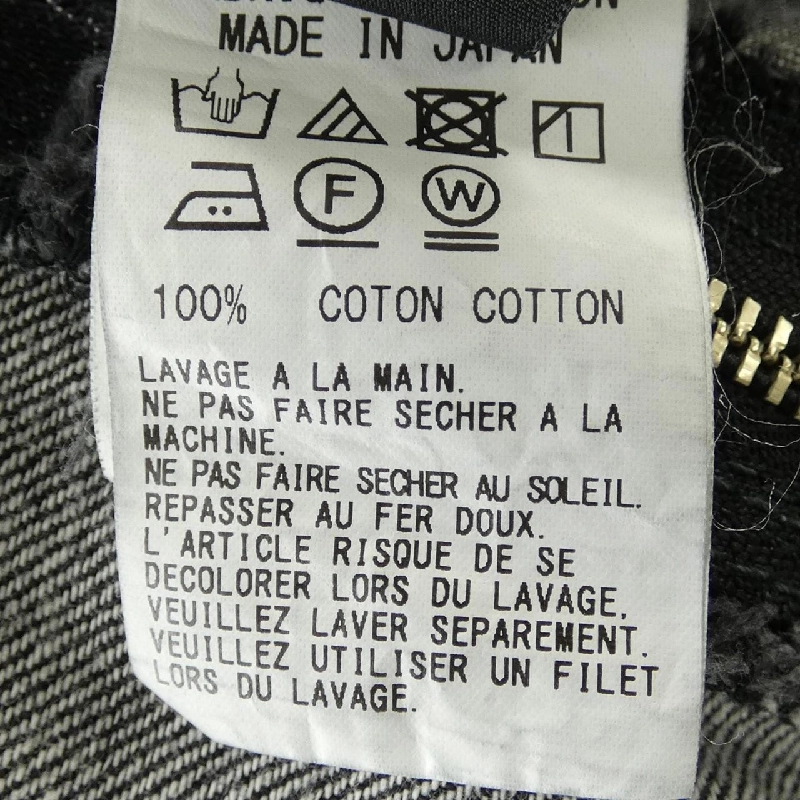 MADE IN JAPAN
F W
100% COTON COTTON
LAVAGE A LA MAIN.
NE PAS FAIRE SECHER A LA
MACHINE.
NE PAS FAIRE SECHER AU SOLEIL.
REPASSER AU FER DOUX.
L'ARTICLE RISQUE DE SE
DECOLORER LORS DU LAVAGE.
VEUILLEZ LAVER SEPAREMENT.
VEUILLEZ UTILISER UN FILET
LORS DU LAVAGE.